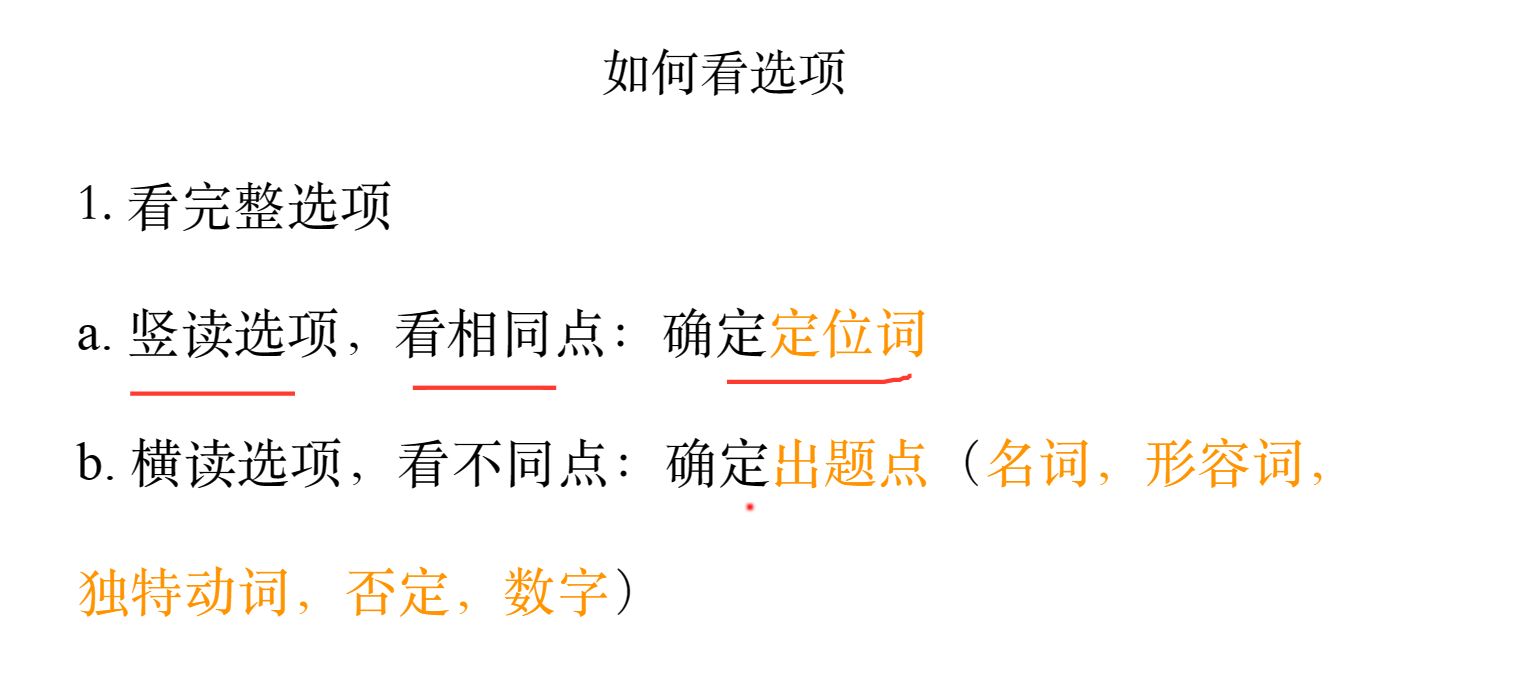 如何看选项
1. 看完整选项
a. 竖读选项，看相同点：确定定位词
b. 横读选项，看不同点：确定出题点（名词，形容词，
独特动词，否定，数字）